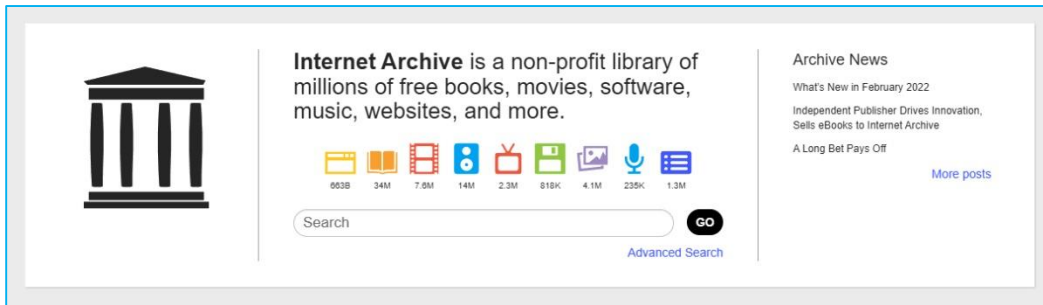 Internet Archive is a non-profit library of
millions of free books, movies, software,
music, websites, and more.
663B 34M 7.6M 14M 2.3M 818K 4.1M 235K 1.3M
Search GO
Advanced Search
Archive News
What's New in February 2022
Independent Publisher Drives Innovation,
Sells eBooks to Internet Archive
A Long Bet Pays Off
More posts